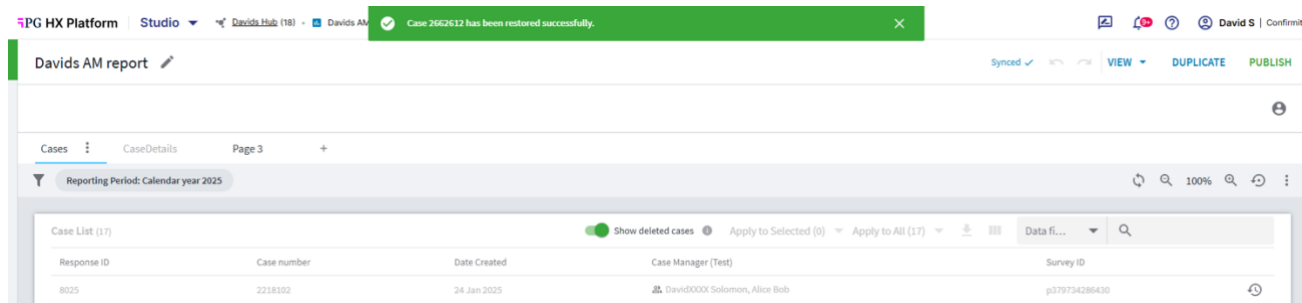 PG HX Platform Studio Davids Hub (18) - Davids AM Case 2662612 has been restored successfully. 9+ David S | Confirmit
Davids AM report Synced VIEW DUPLICATE PUBLISH
Cases CaseDetails Page 3 +
Reporting Period: Calendar year 2025 100%
Case List (17) Show deleted cases Apply to Selected (0) Apply to All (17) Data fi...
Response ID Case number Date Created Case Manager (Test) Survey ID
8025 2218102 24 Jan 2025 DavidXXXX Solomon, Alice Bob p379734286430